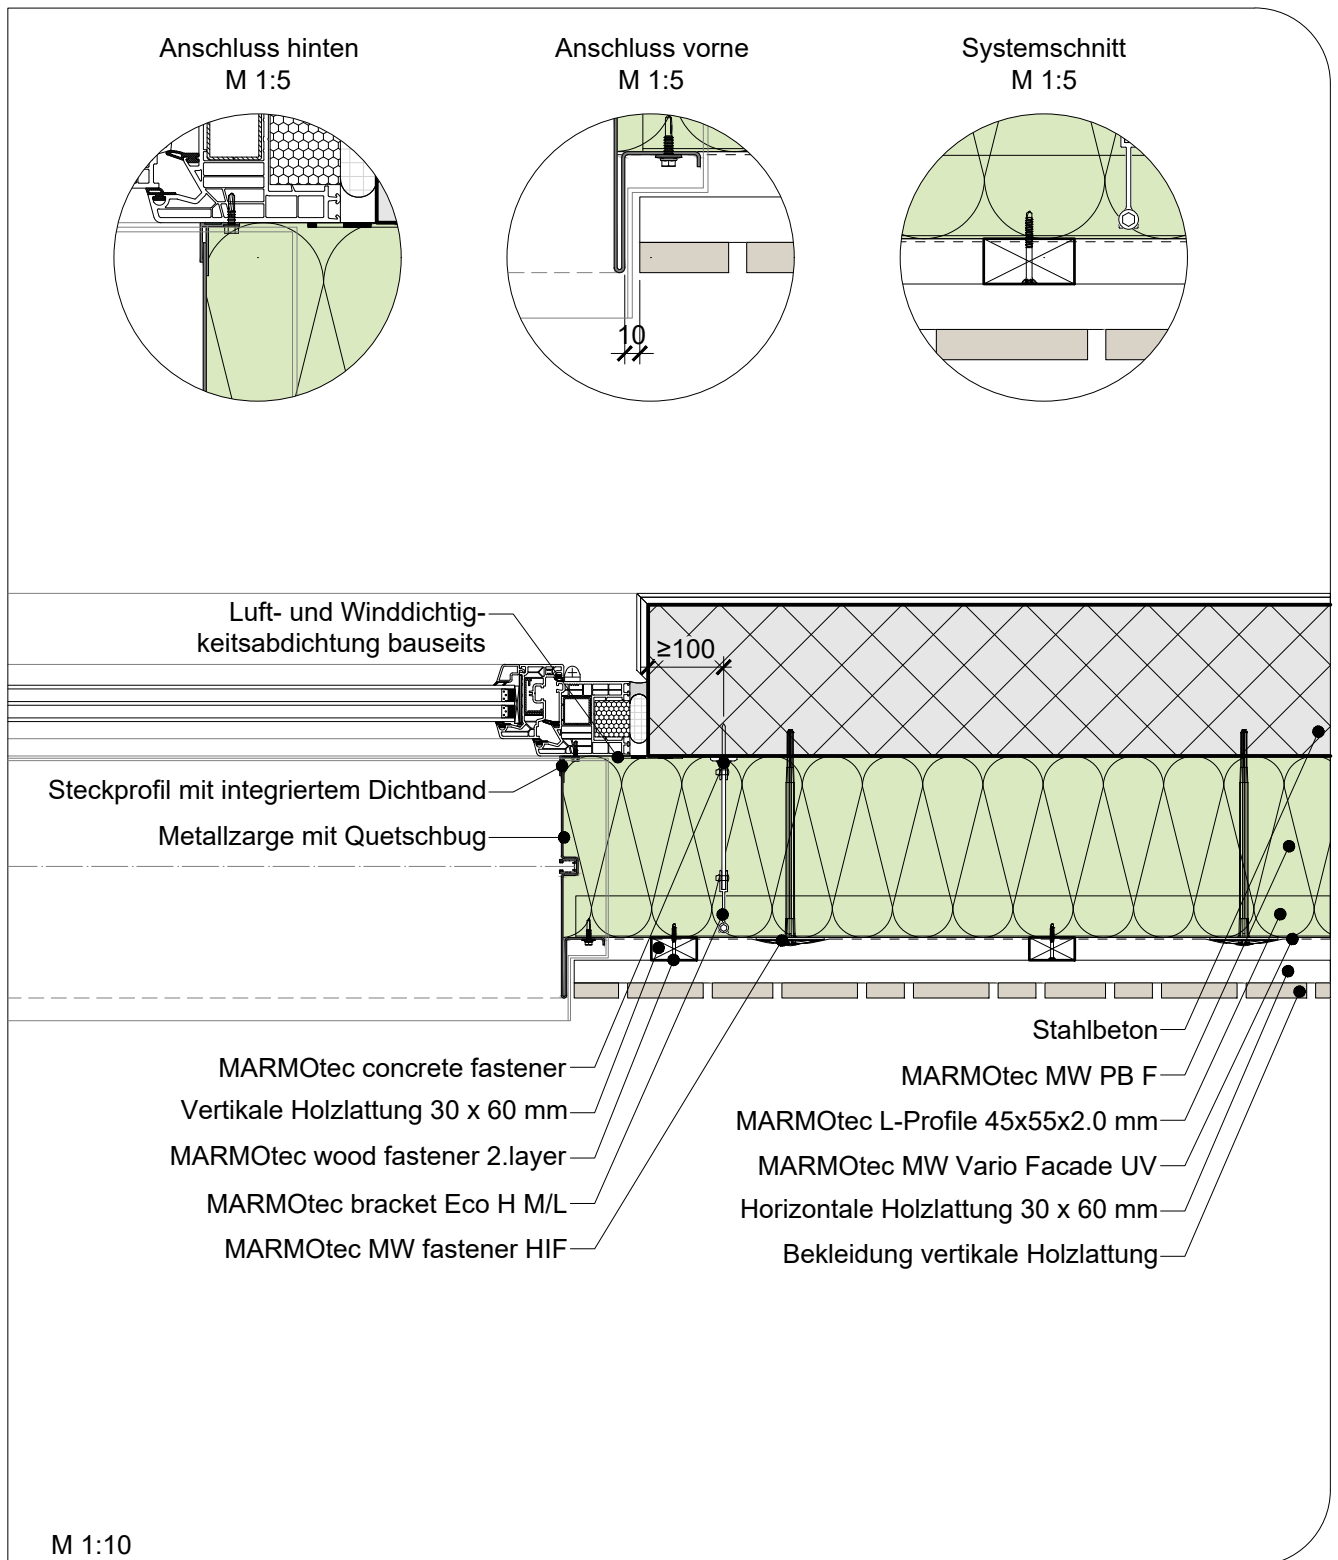 Anschluss hinten
M 1:5
Anschluss vorne
M 1:5
Systemschnitt
M 1:5
10
Luft- und Winddichtig-
keitsabdichtung bauseits
≥100
Steckprofil mit integriertem Dichtband
Metallzarge mit Quetschbug
MARMOtec concrete fastener
Vertikale Holzlattung 30 x 60 mm
MARMOtec wood fastener 2.layer
MARMOtec bracket Eco H M/L
MARMOtec MW fastener HIF
Stahlbeton
MARMOtec MW PB F
MARMOtec L-Profile 45x55x2.0 mm
MARMOtec MW Vario Facade UV
Horizontale Holzlattung 30 x 60 mm
Bekleidung vertikale Holzlattung
M 1:10